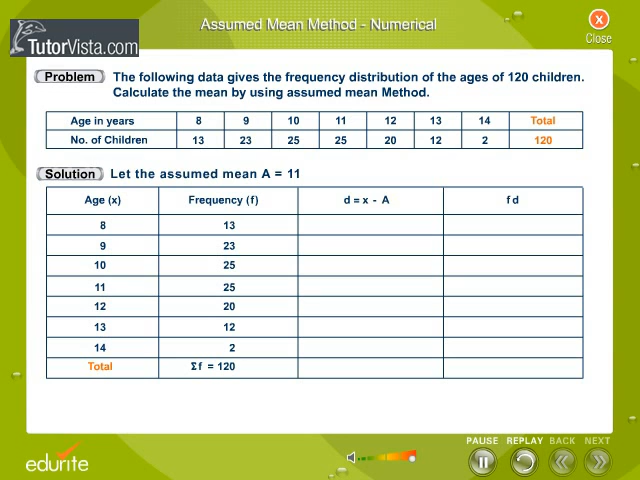 Assumed Mean Method - Numerical
x
Close
TutorVista.com
Problem The following data gives the frequency distribution of the ages of 120 children.
Calculate the mean by using assumed mean Method.
Age in years 8 9 10 11 12 13 14 Total
No. of Children 13 23 25 25 20 12 2 120
Solution Let the assumed mean A = 11
Age (x) Frequency (f) d = x - A f d
8 13
9 23
10 25
11 25
12 20
13 12
14 2
Total Σf = 120
PAUSE REPLAY BACK NEXT
edurite